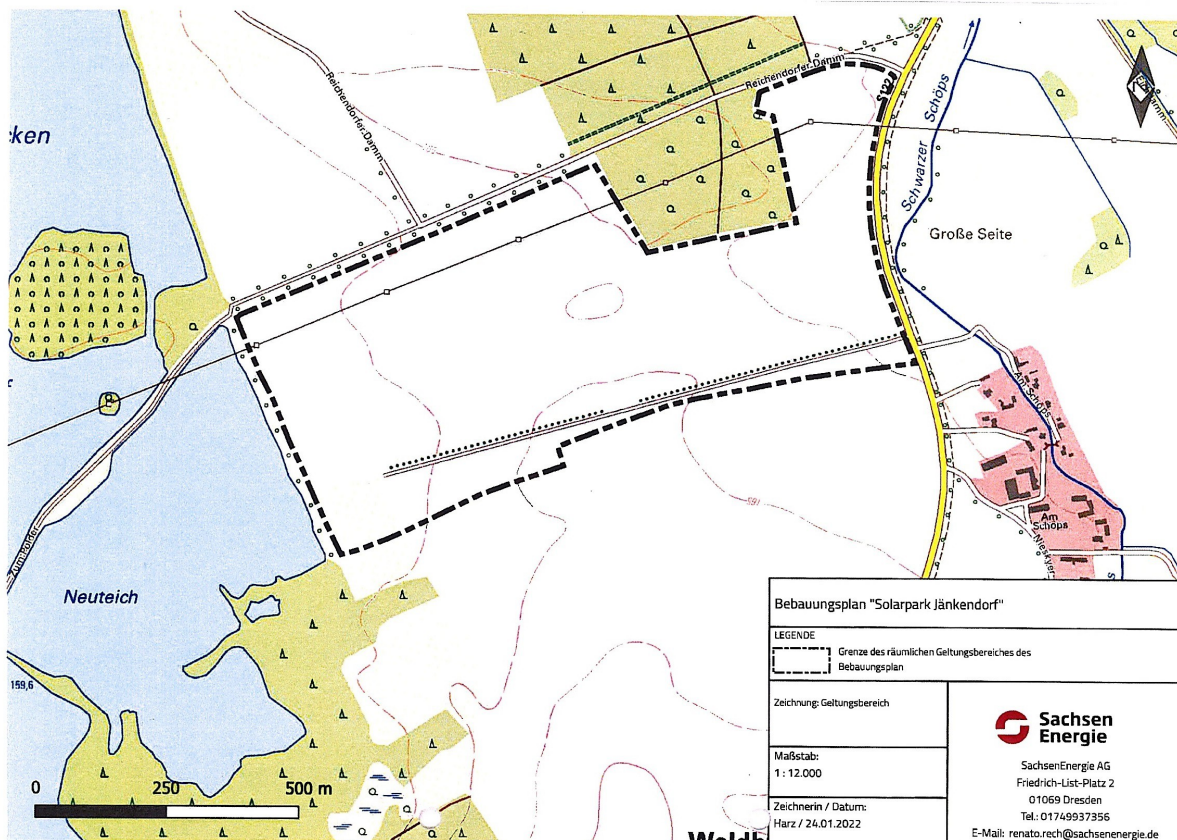 Reichendorfer-Damm
Reichendorfer-Damm
S122
Schwarzer Schöps
Große Seite
Am Schöps
Am
Schöps
Nieskyer
Zum Polder
Neuteich
159,6
0 250 500 m
Bebauungsplan "Solarpark Jänkendorf"
LEGENDE
Grenze des räumlichen Geltungsbereiches des
Bebauungsplan
Zeichnung: Geltungsbereich
Maßstab:
1 : 12.000
Zeichnerin / Datum:
Harz / 24.01.2022
Sachsen
Energie
SachsenEnergie AG
Friedrich-List-Platz 2
01069 Dresden
Tel.: 01749937356
E-Mail: renato.rech@sachsenenergie.de